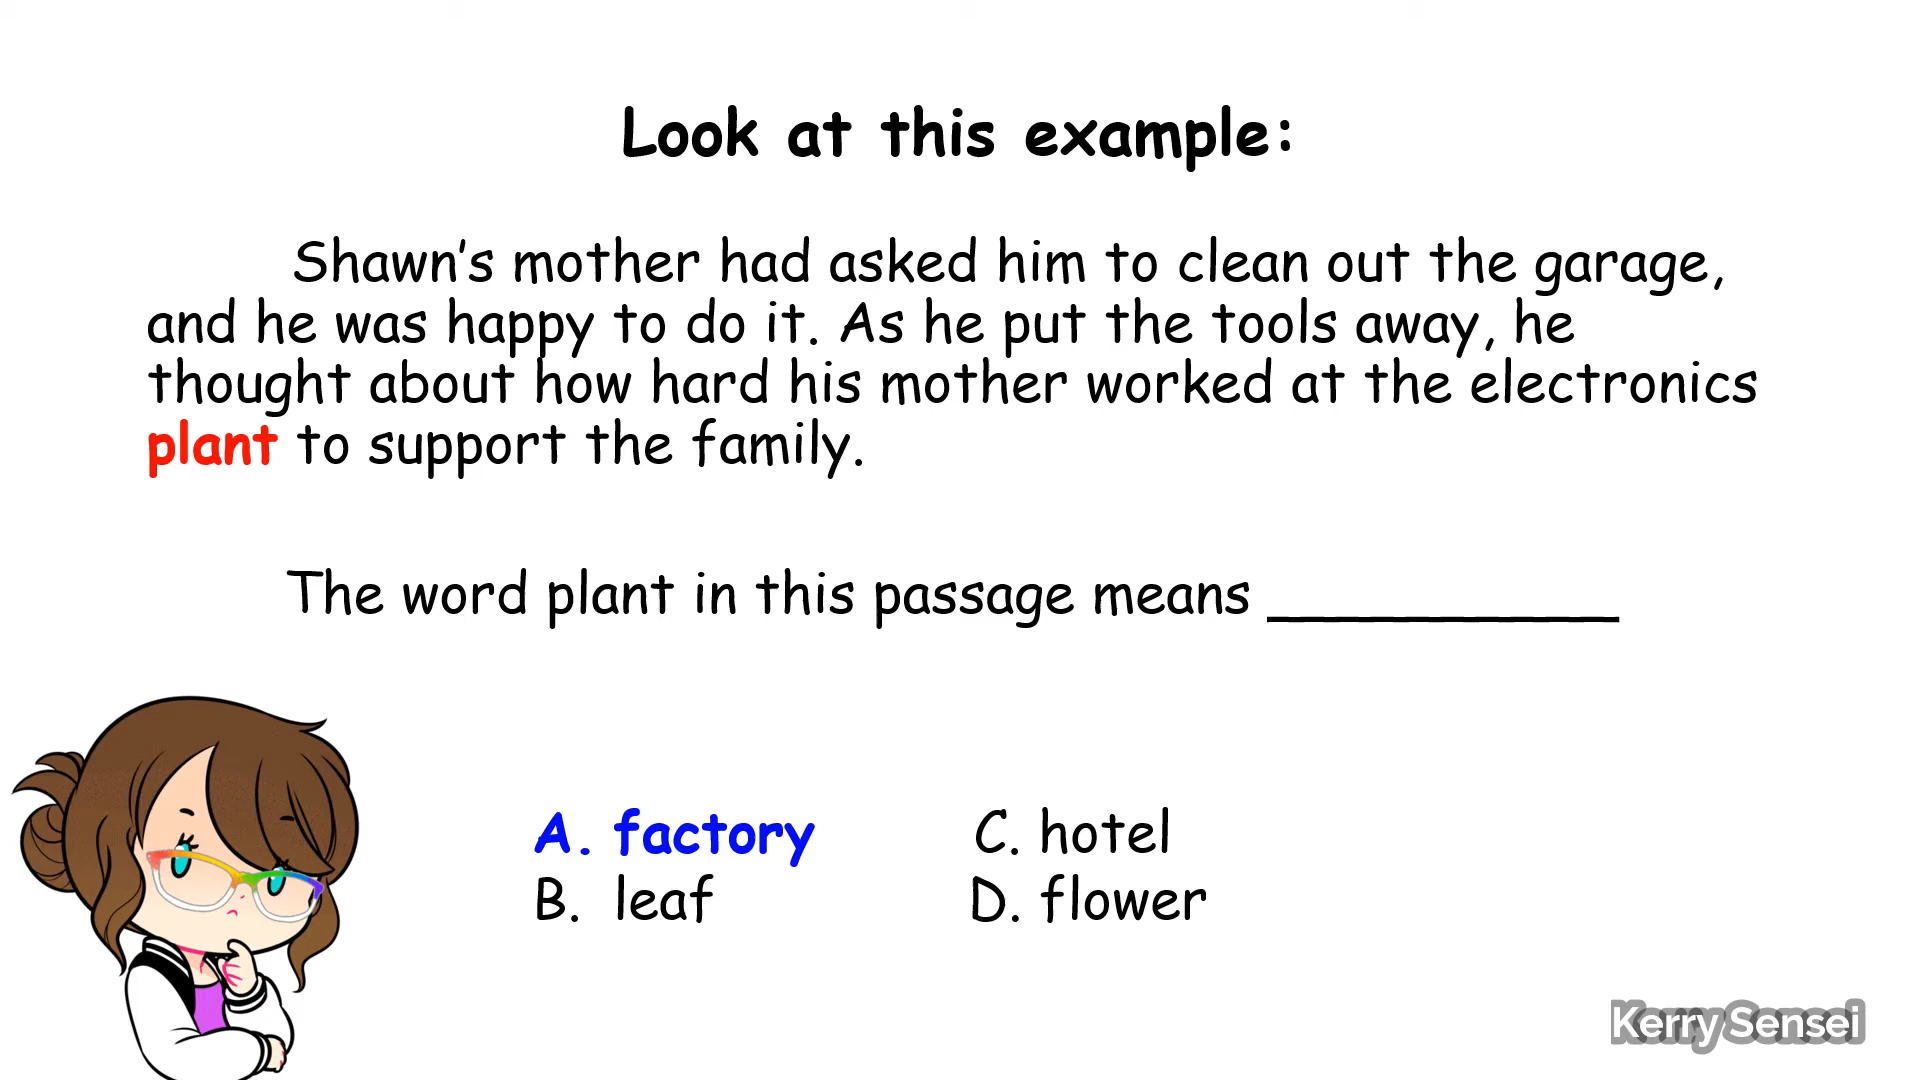 Look at this example:
Shawn’s mother had asked him to clean out the garage,
and he was happy to do it. As he put the tools away, he
thought about how hard his mother worked at the electronics
plant to support the family.
The word plant in this passage means __________
A. factory
B. leaf
C. hotel
D. flower
Kerry Sensei